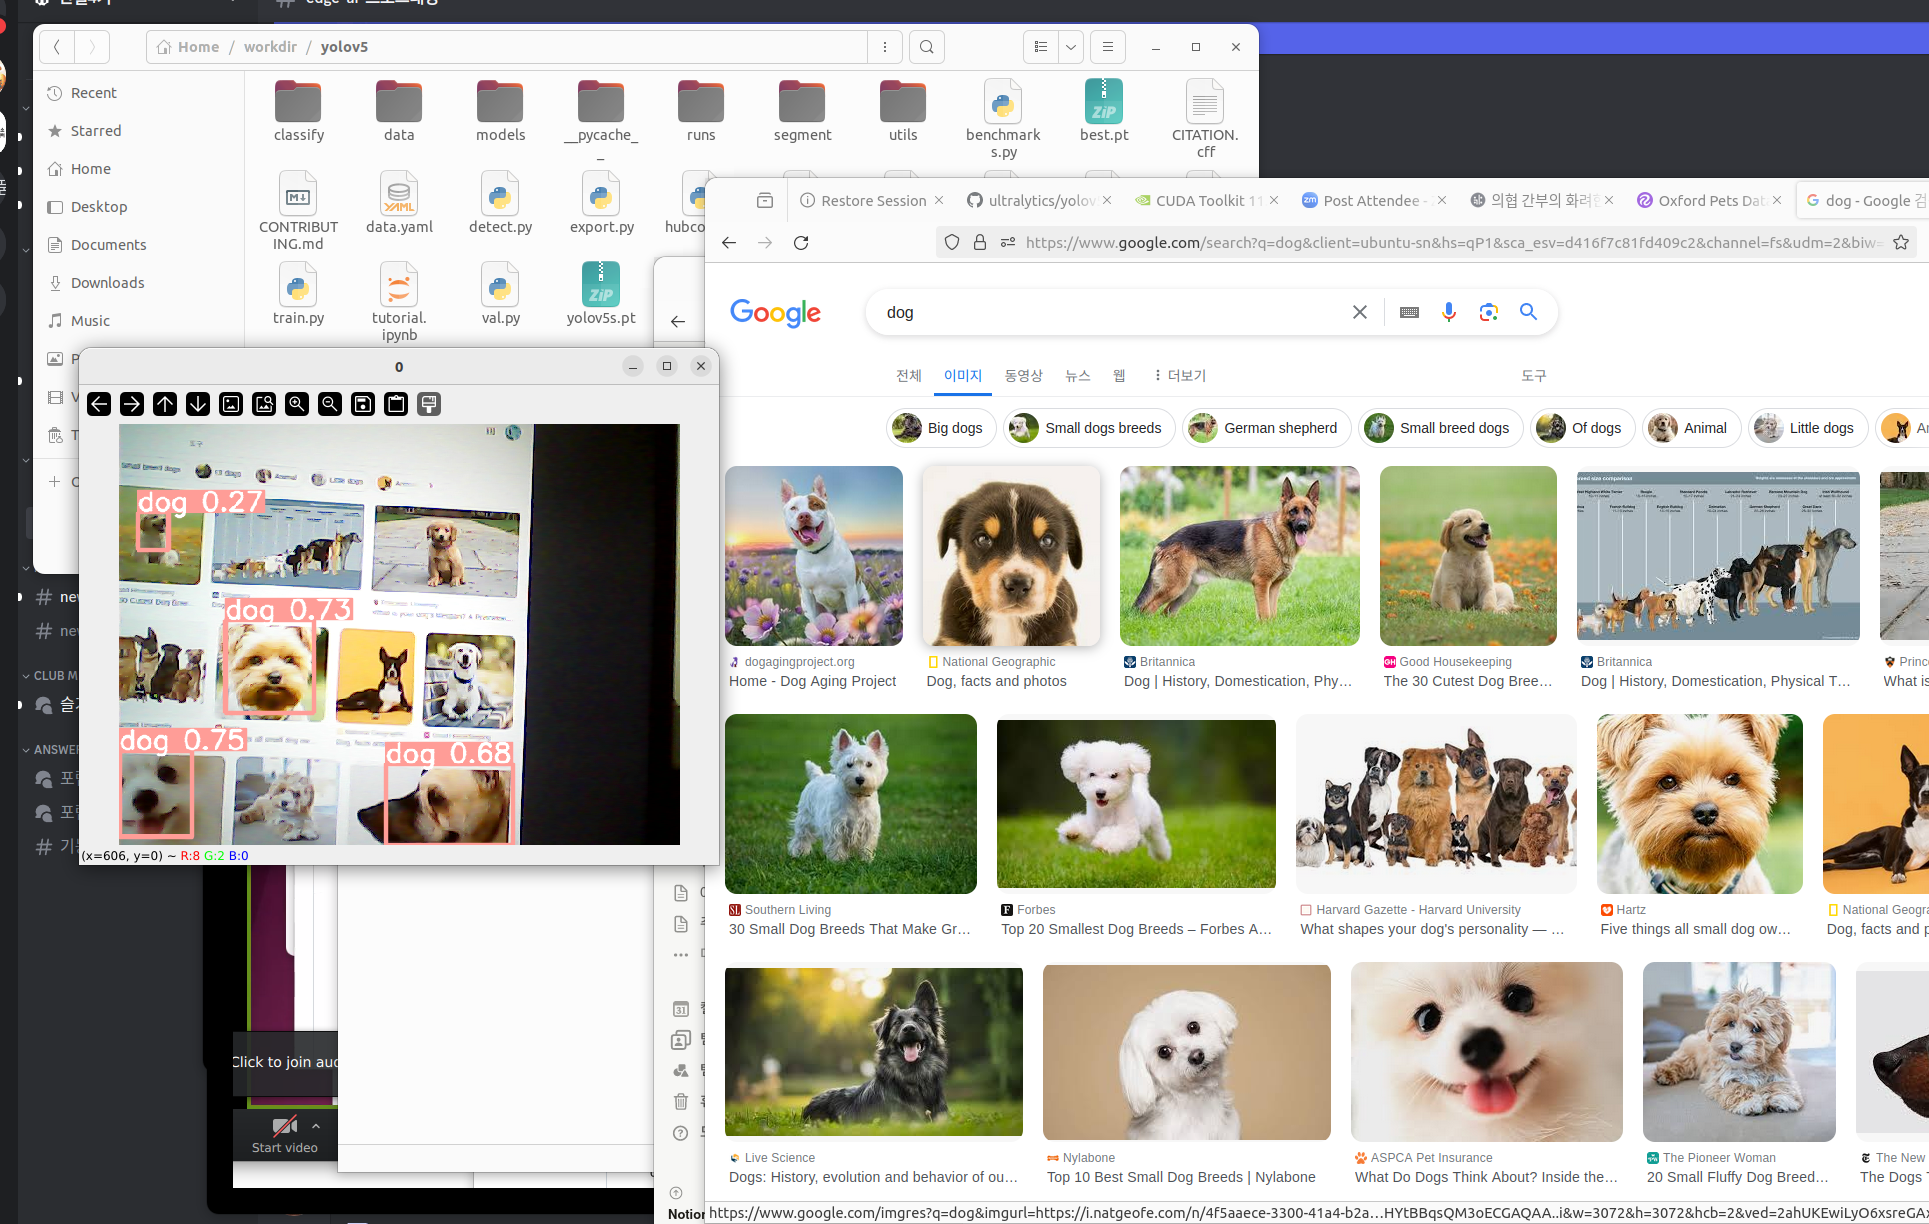 Home / workdir / yolov5
Recent
Starred
Home
Desktop
Documents
Downloads
Music
classify
data
models
__pycache__
runs
segment
utils
benchmarks.py
best.pt
CITATION.cff
CONTRIBUTING.md
data.yaml
detect.py
export.py
train.py
tutorial.ipynb
val.py
yolov5s.pt
Restore Session
ultralytics/yolov
CUDA Toolkit 11
Post Attendee -
의협 간부의 화려한
Oxford Pets Dat
dog - Google 검
https://www.google.com/search?q=dog&client=ubuntu-sn&hs=qP1&sca_esv=d416f7c81fd409c2&channel=fs&udm=2&biw=
Google
dog
전체
이미지
동영상
뉴스
웹
더보기
도구
Big dogs
Small dogs breeds
German shepherd
Small breed dogs
Of dogs
Animal
Little dogs
dogagingproject.org
Home - Dog Aging Project
National Geographic
Dog, facts and photos
Britannica
Dog | History, Domestication, Phy...
Good Housekeeping
The 30 Cutest Dog Bree...
Britannica
Dog | History, Domestication, Physical T...
What is
Southern Living
30 Small Dog Breeds That Make Gr...
Forbes
Top 20 Smallest Dog Breeds – Forbes A...
Harvard Gazette - Harvard University
What shapes your dog's personality — ...
Hartz
Five things all small dog ow...
National Geogra
Dog, facts and p
Live Science
Dogs: History, evolution and behavior of ou...
Nylabone
Top 10 Best Small Dog Breeds | Nylabone
ASPCA Pet Insurance
What Do Dogs Think About? Inside the...
The Pioneer Woman
20 Small Fluffy Dog Breed...
The New
The Dogs
https://www.google.com/imgres?q=dog&imgurl=https://i.natgeofe.com/n/4f5aaece-3300-41a4-b2a...HYtBBqsQM3oECGAQAA..i&w=3072&h=3072&hcb=2&ved=2ahUKEwiLyO6xsreGA
0
dog 0.27
dog 0.73
dog 0.75
dog 0.68
(x=606, y=0) ~ R:8 G:2 B:0
CLUB M
ANSWER
Click to join aud
Start video
Notion